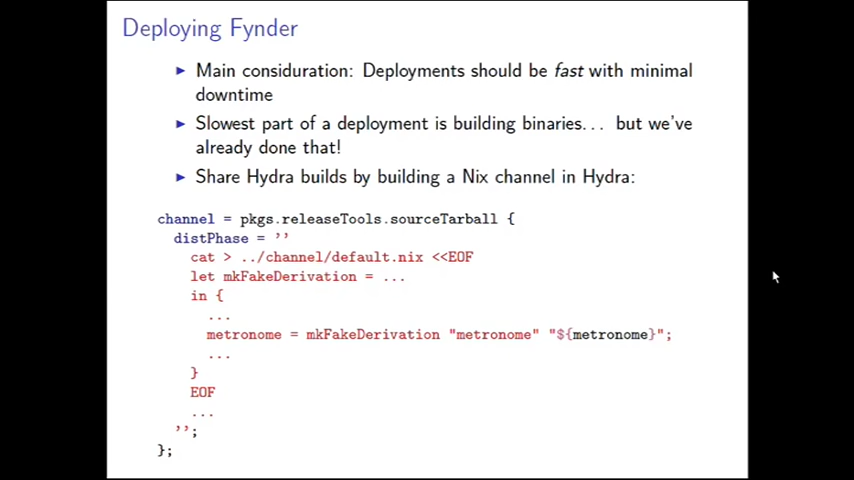 Deploying Fynder
▶ Main considuration: Deployments should be fast with minimal
downtime
▶ Slowest part of a deployment is building binaries... but we've
already done that!
▶ Share Hydra builds by building a Nix channel in Hydra:
channel = pkgs.releaseTools.sourceTarball {
distPhase = ''
cat > ../channel/default.nix <<EOF
let mkFakeDerivation = ...
in {
...
metronome = mkFakeDerivation "metronome" "${metronome}";
...
}
EOF
...
'';
};